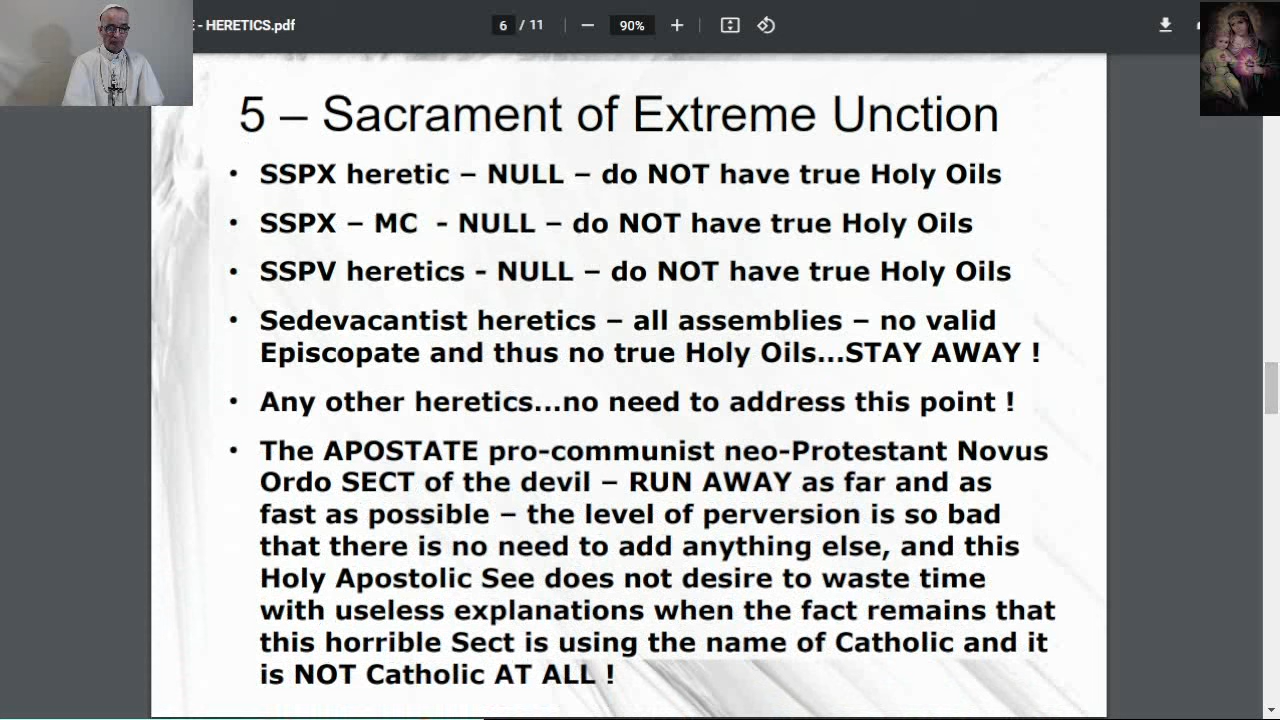 - HERETICS.pdf
6 / 11
90%
5 – Sacrament of Extreme Unction
• SSPX heretic – NULL – do NOT have true Holy Oils
• SSPX – MC - NULL – do NOT have true Holy Oils
• SSPV heretics - NULL – do NOT have true Holy Oils
• Sedevacantist heretics – all assemblies – no valid
Episcopate and thus no true Holy Oils...STAY AWAY !
• Any other heretics...no need to address this point !
• The APOSTATE pro-communist neo-Protestant Novus
Ordo SECT of the devil – RUN AWAY as far and as
fast as possible – the level of perversion is so bad
that there is no need to add anything else, and this
Holy Apostolic See does not desire to waste time
with useless explanations when the fact remains that
this horrible Sect is using the name of Catholic and it
is NOT Catholic AT ALL !